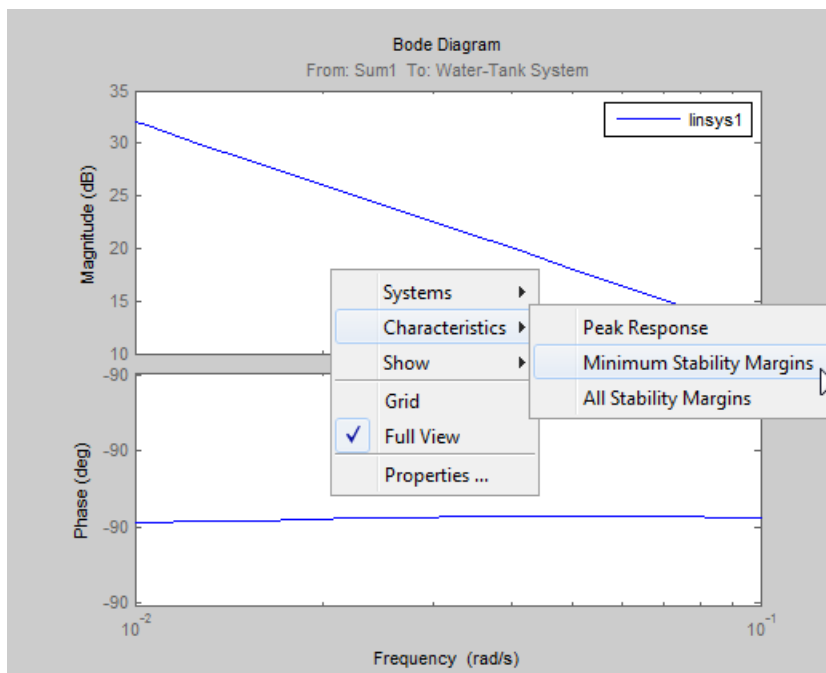 Bode Diagram
From: Sum1 To: Water-Tank System
Magnitude (dB)
35
30
25
20
15
10
linsys1
Systems
Characteristics
Show
Grid
Full View
Properties ...
Peak Response
Minimum Stability Margins
All Stability Margins
Phase (deg)
-90
-90
-90
-90
10^-2
10^-1
Frequency (rad/s)